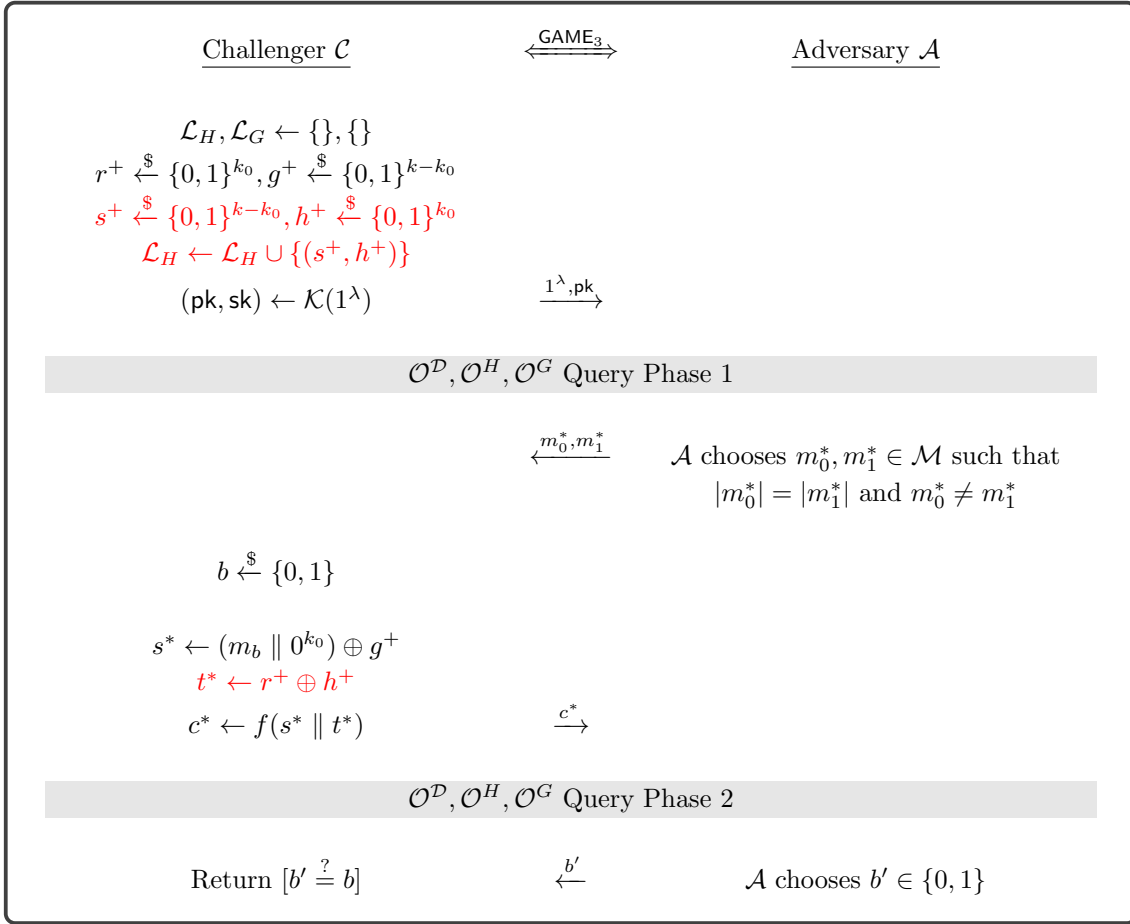 Challenger 𝒞 ⟺ GAME₃ Adversary 𝒜
ℒ_H, ℒ_G ← {}, {}
r⁺ ←$ {0, 1}^{k₀}, g⁺ ←$ {0, 1}^{k−k₀}
s⁺ ←$ {0, 1}^{k−k₀}, h⁺ ←$ {0, 1}^{k₀}
ℒ_H ← ℒ_H ∪ {(s⁺, h⁺)}
(pk, sk) ← 𝒦(1^λ) 1^λ, pk →
𝒪^𝒟, 𝒪^H, 𝒪^G Query Phase 1
← m₀*, m₁* 𝒜 chooses m₀*, m₁* ∈ ℳ such that
|m₀*| = |m₁*| and m₀* ≠ m₁*
b ←$ {0, 1}
s* ← (m_b ∥ 0^{k₀}) ⊕ g⁺
t* ← r⁺ ⊕ h⁺
c* ← f(s* ∥ t*) c* →
𝒪^𝒟, 𝒪^H, 𝒪^G Query Phase 2
Return [b′ ≟ b] ← b′ 𝒜 chooses b′ ∈ {0, 1}